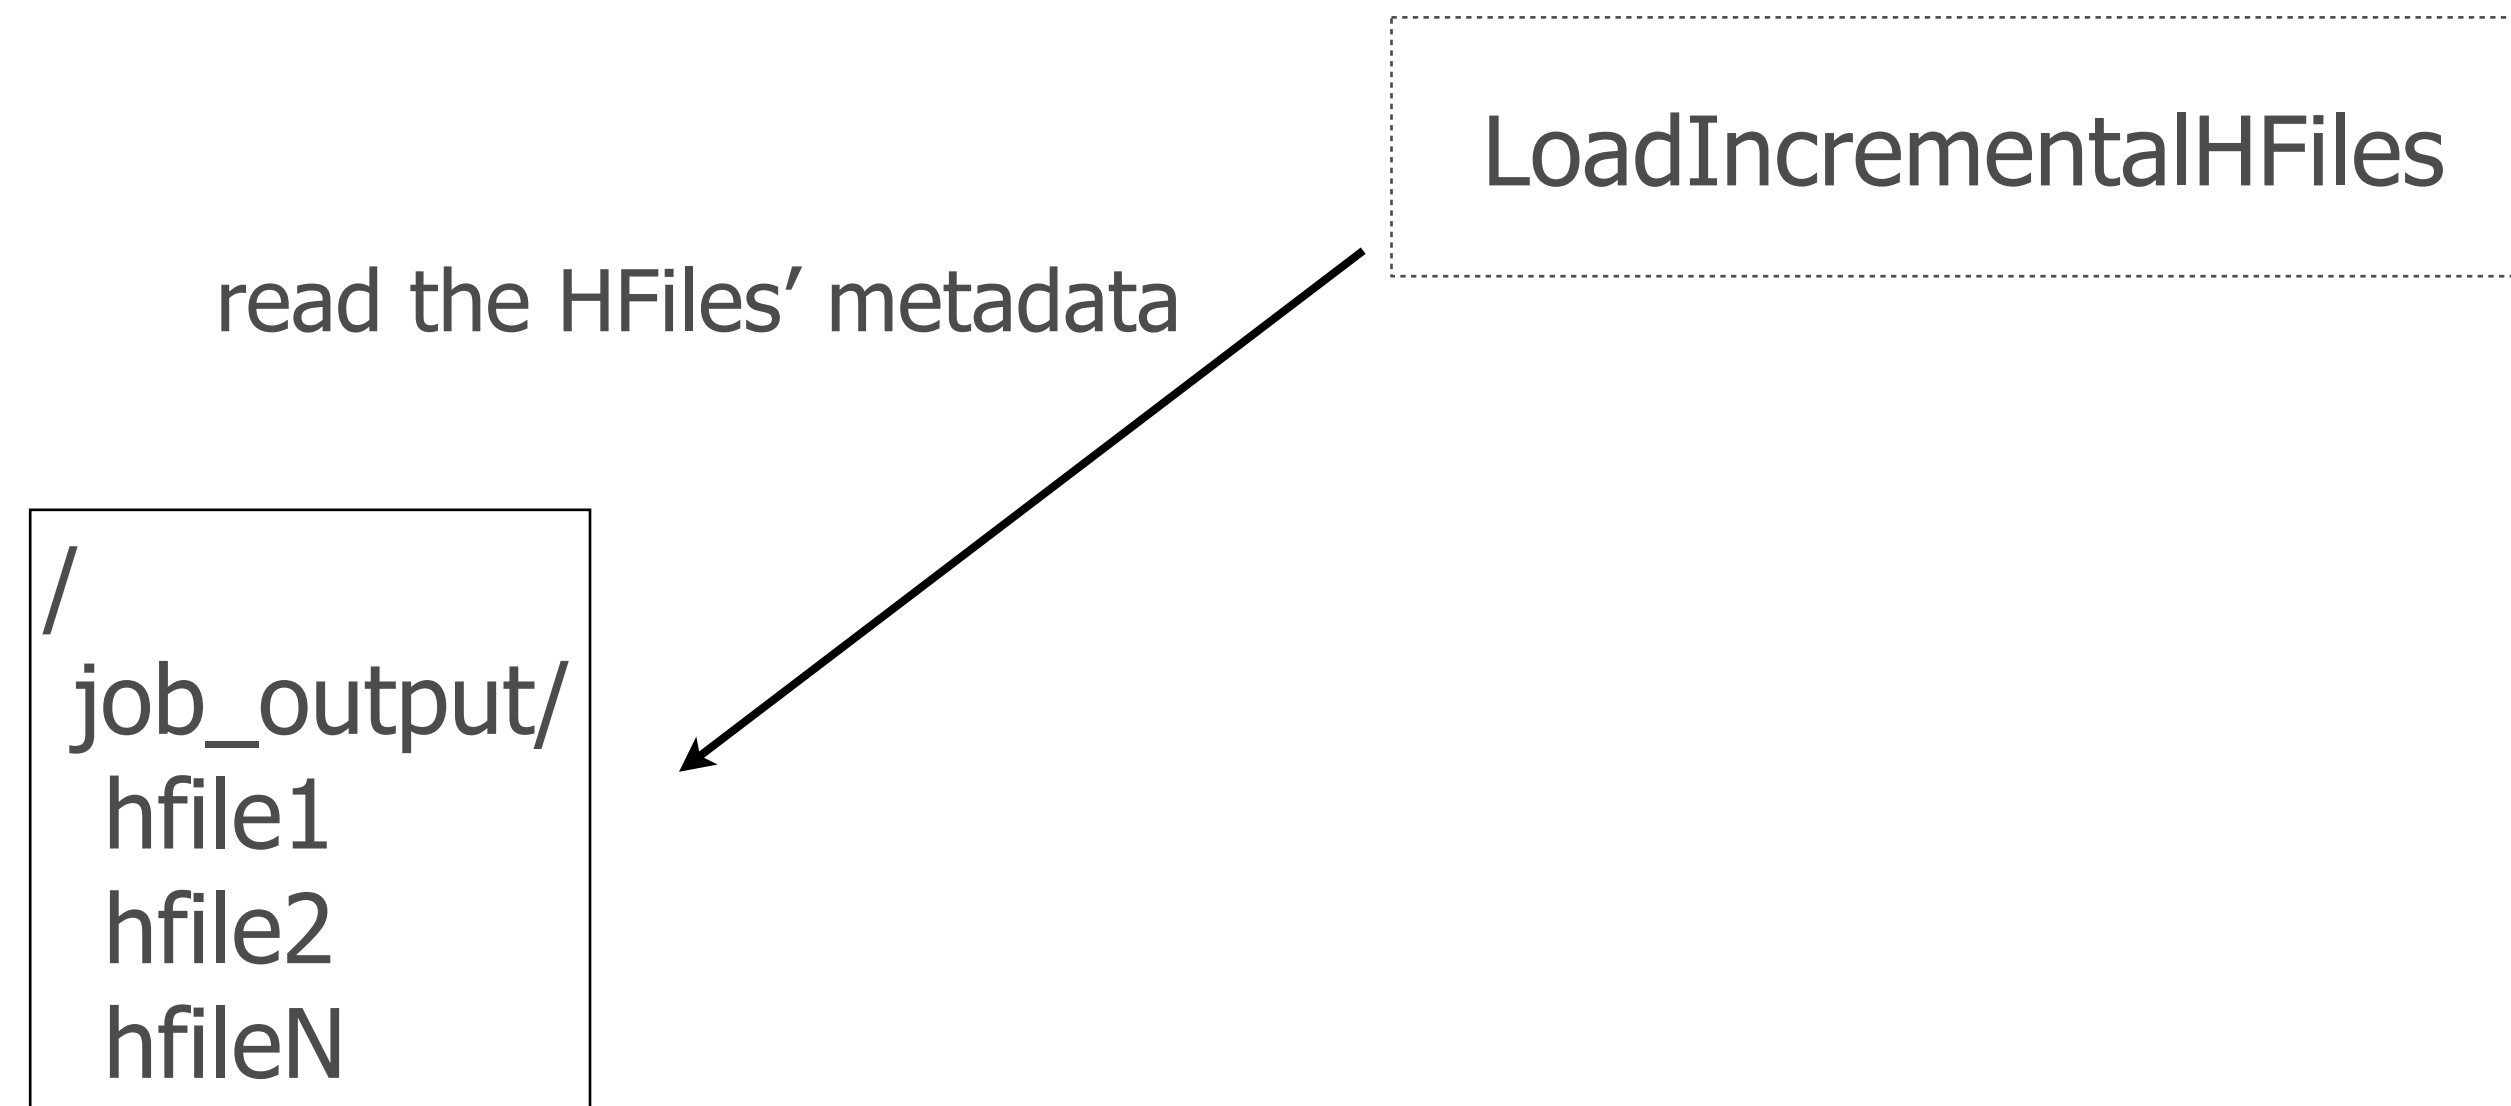 LoadIncrementalHFiles
read the HFiles’ metadata
/
job_output/
hfile1
hfile2
hfileN